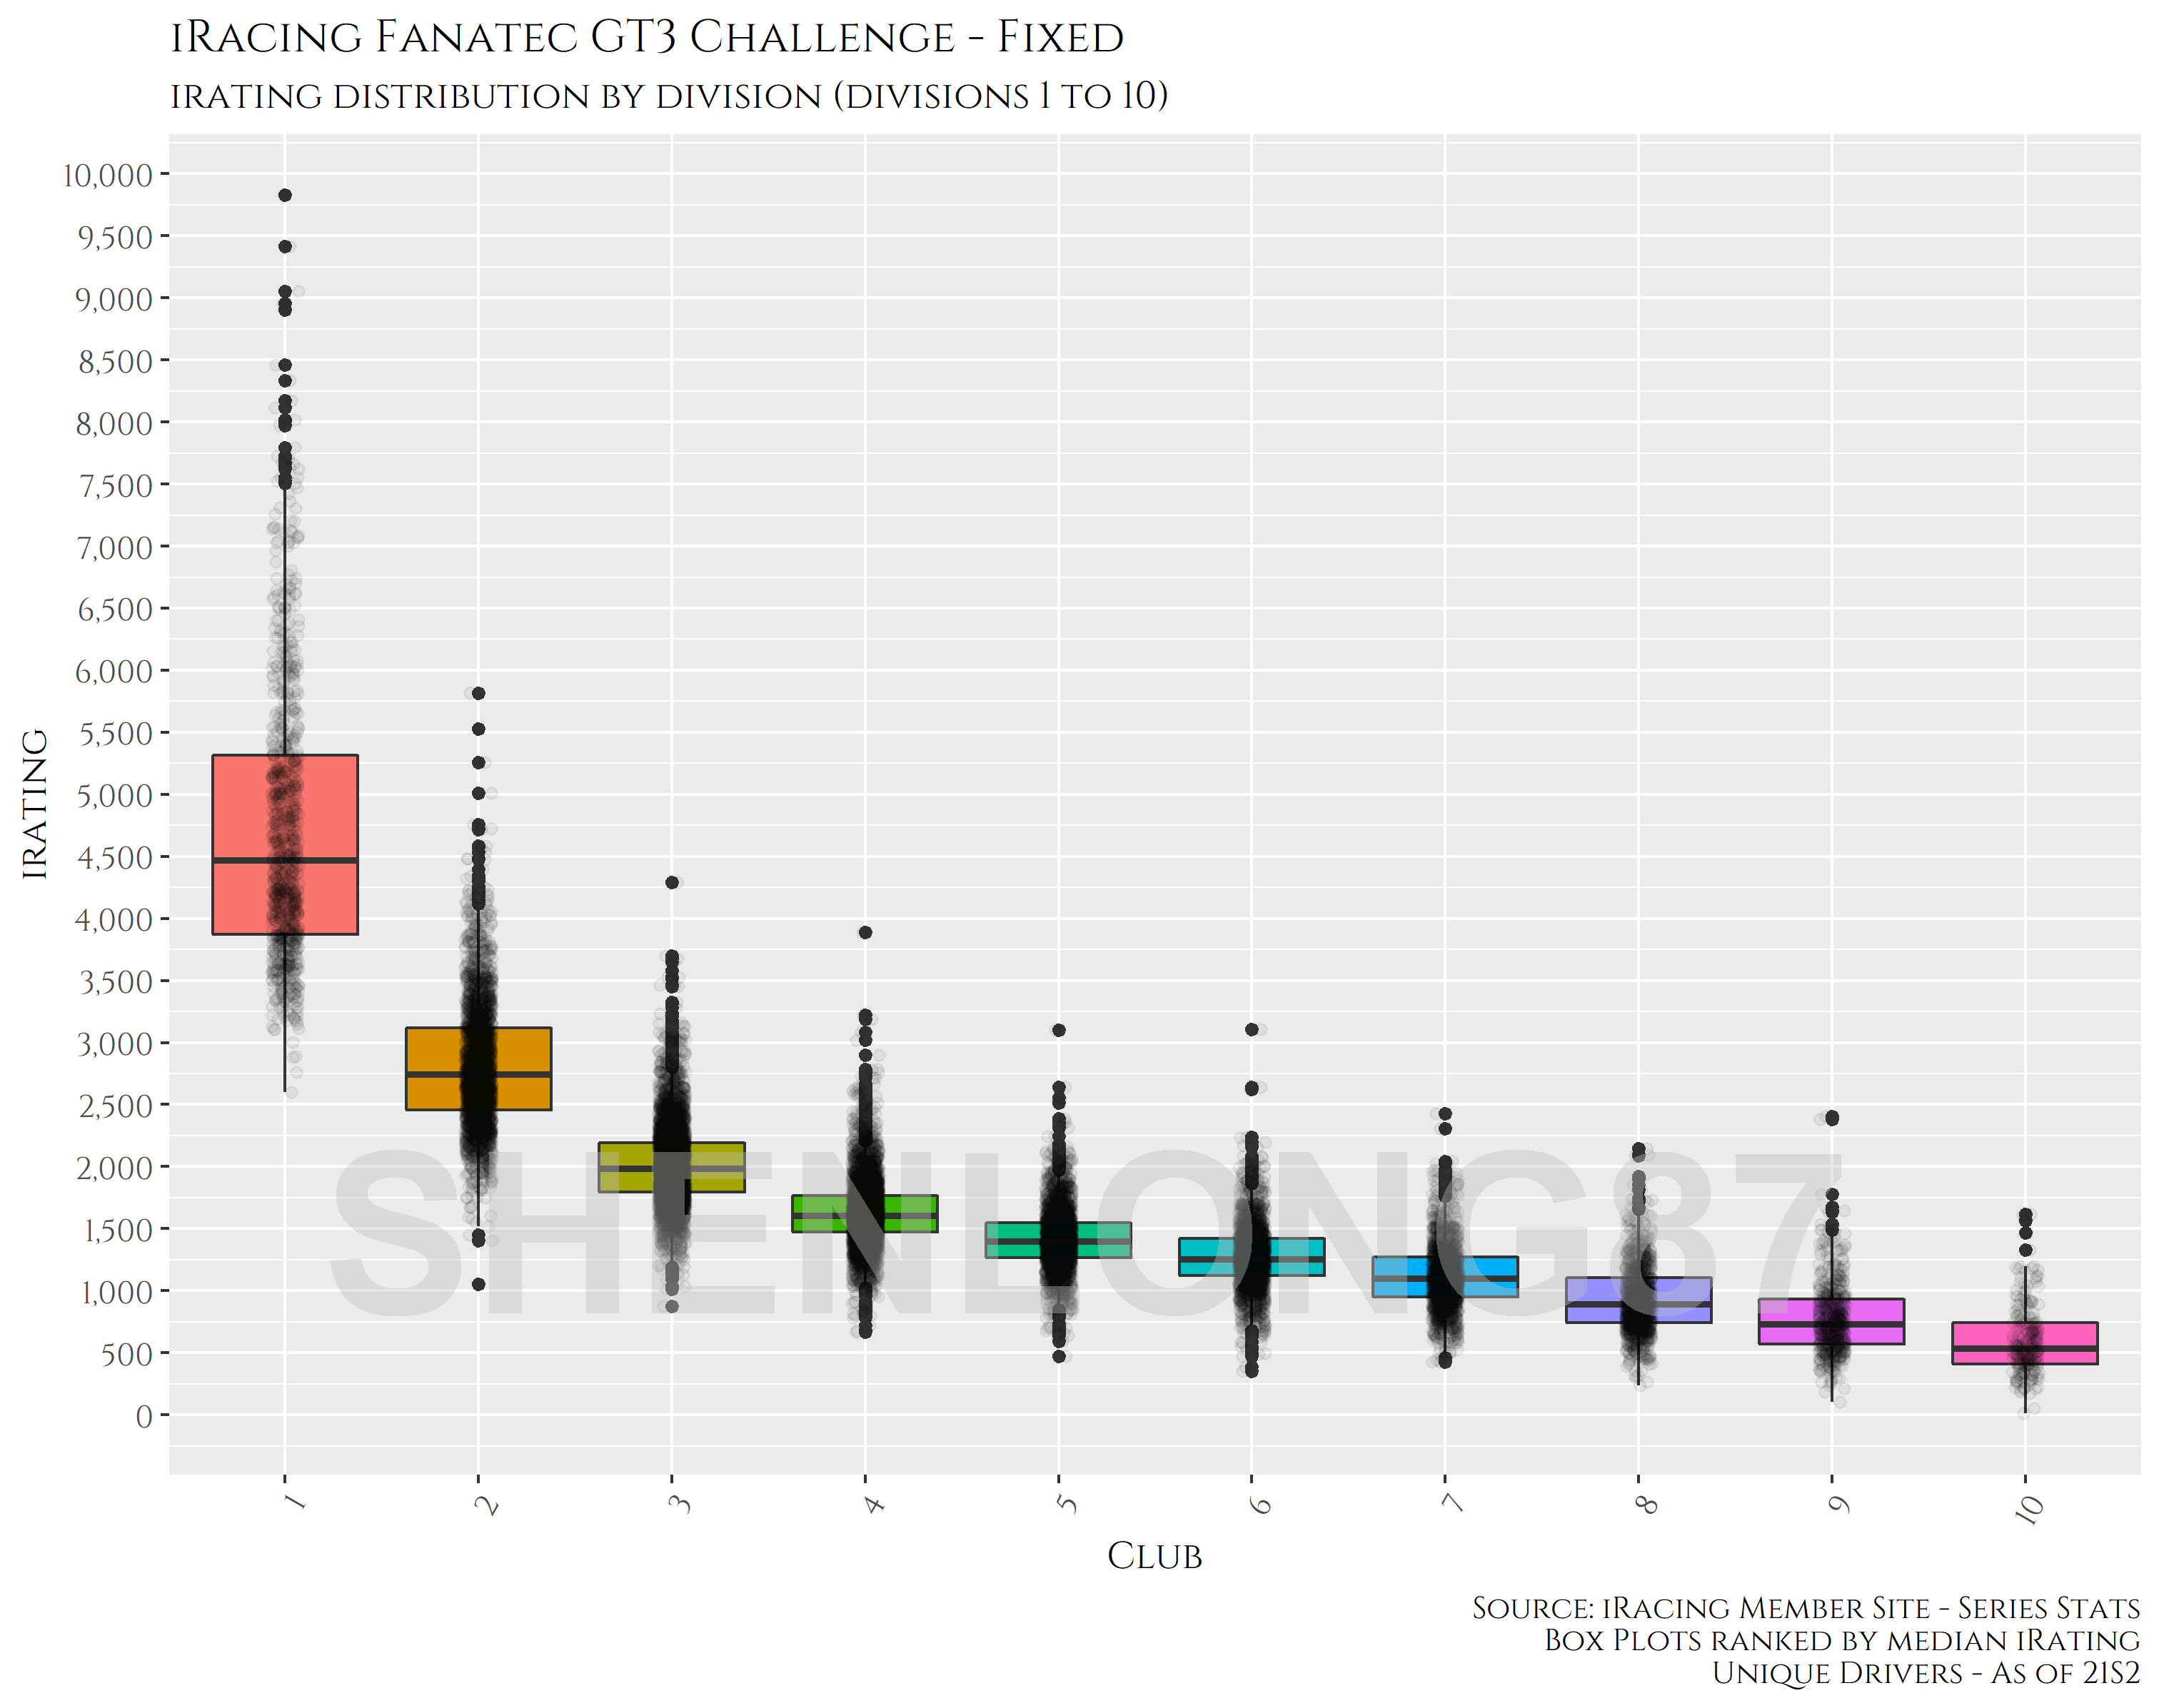 iRacing Fanatec GT3 Challenge - Fixed
irating distribution by division (divisions 1 to 10)
10,000
9,500
9,000
8,500
8,000
7,500
7,000
6,500
6,000
5,500
5,000
4,500
4,000
3,500
3,000
2,500
2,000
1,500
1,000
500
0
irating
SHENLONG87
1 2 3 4 5 6 7 8 9 10
Club
Source: iRacing Member Site - Series Stats
Box Plots ranked by median iRating
Unique Drivers - As of 21S2